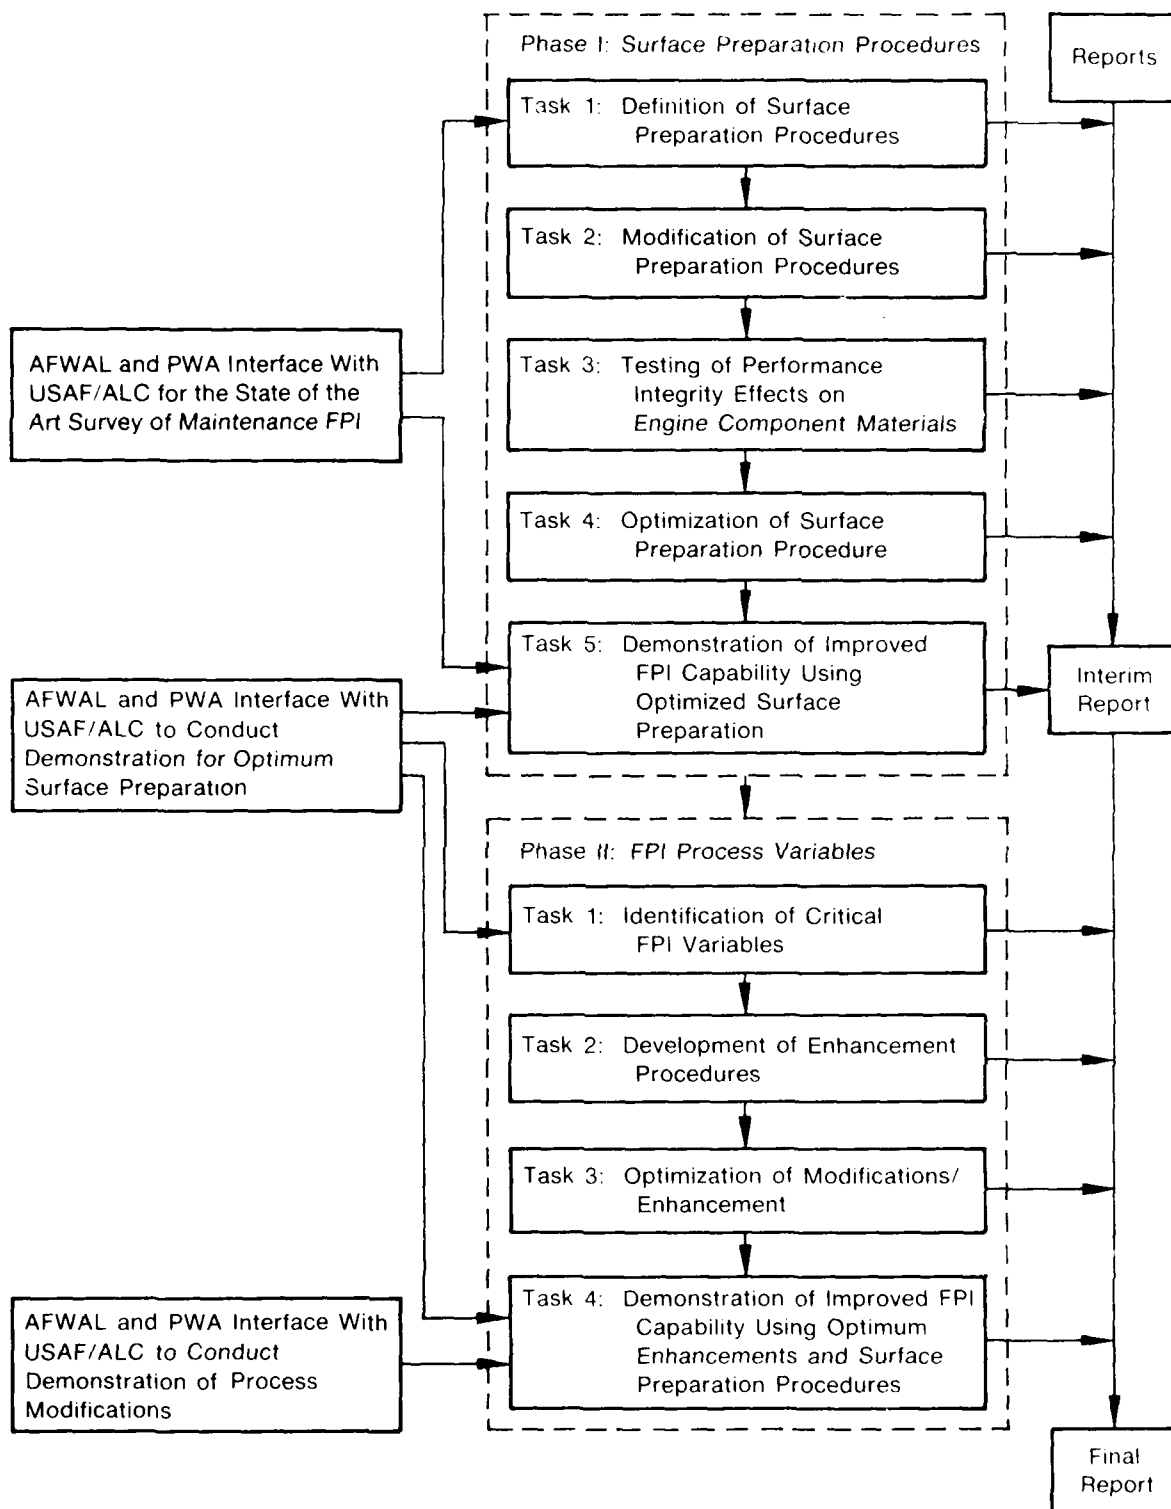 Phase I: Surface Preparation Procedures
Reports
Task 1: Definition of Surface
Preparation Procedures
Task 2: Modification of Surface
Preparation Procedures
AFWAL and PWA Interface With
USAF/ALC for the State of the
Art Survey of Maintenance FPI
Task 3: Testing of Performance
Integrity Effects on
Engine Component Materials
Task 4: Optimization of Surface
Preparation Procedure
Task 5: Demonstration of Improved
FPI Capability Using
Optimized Surface
Preparation
Interim
Report
AFWAL and PWA Interface With
USAF/ALC to Conduct
Demonstration for Optimum
Surface Preparation
Phase II: FPI Process Variables
Task 1: Identification of Critical
FPI Variables
Task 2: Development of Enhancement
Procedures
Task 3: Optimization of Modifications/
Enhancement
AFWAL and PWA Interface With
USAF/ALC to Conduct
Demonstration of Process
Modifications
Task 4: Demonstration of Improved FPI
Capability Using Optimum
Enhancements and Surface
Preparation Procedures
Final
Report